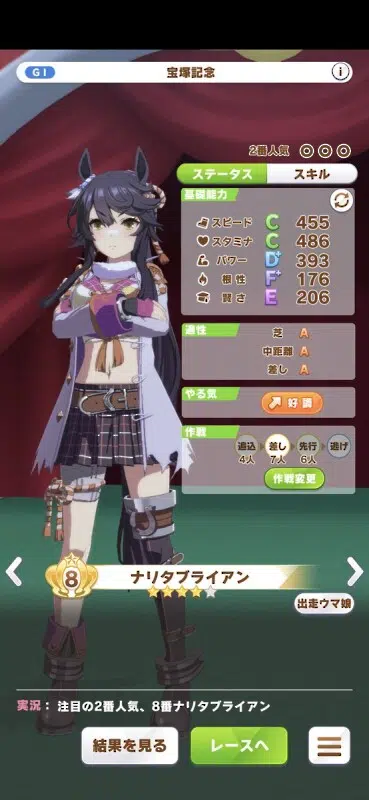 GI 宝塚記念 i
2番人気 ◎◎◎
ステータス スキル
基礎能力
スピード C 455
スタミナ C 486
パワー D+ 393
根性 F+ 176
賢さ E 206
適性
芝 A
中距離 A
差し A
やる気
好調
作戦
追込 差し 先行 逃げ
4人 7人 6人
作戦変更
8 ナリタブライアン
出走ウマ娘
実況： 注目の2番人気、8番ナリタブライアン
結果を見る レースへ